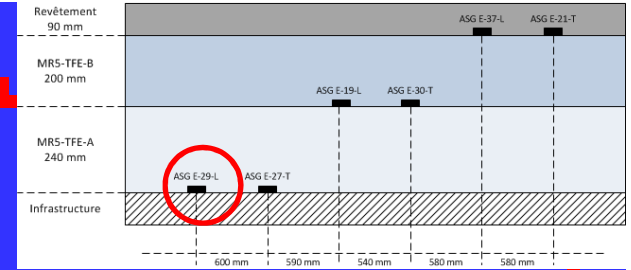 Revêtement
90 mm
ASG E-37-L
ASG E-21-T
MR5-TFE-B
200 mm
ASG E-19-L
ASG E-30-T
MR5-TFE-A
240 mm
ASG E-29-L
ASG E-27-T
Infrastructure
600 mm
590 mm
540 mm
580 mm
580 mm